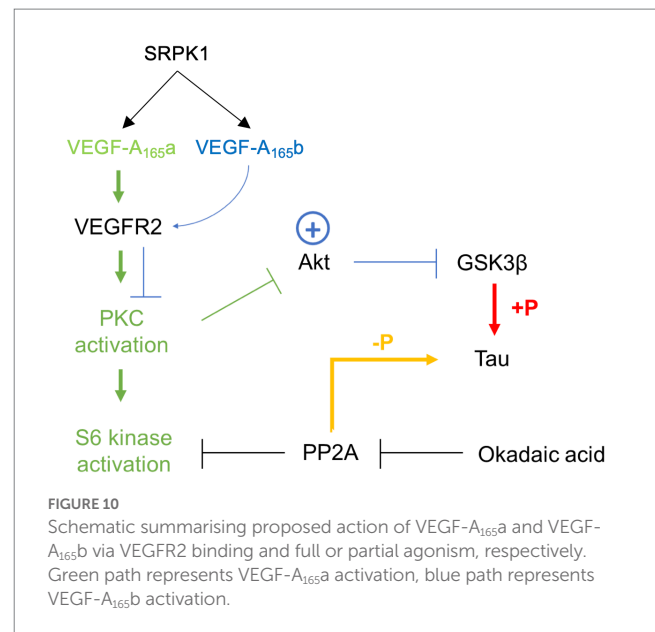 SRPK1
VEGF-A₁₆₅a VEGF-A₁₆₅b
VEGFR2
+
Akt GSK3β
+P
PKC
activation
-P
Tau
S6 kinase
activation
PP2A Okadaic acid
FIGURE 10
Schematic summarising proposed action of VEGF-A₁₆₅a and VEGF-
A₁₆₅b via VEGFR2 binding and full or partial agonism, respectively.
Green path represents VEGF-A₁₆₅a activation, blue path represents
VEGF-A₁₆₅b activation.